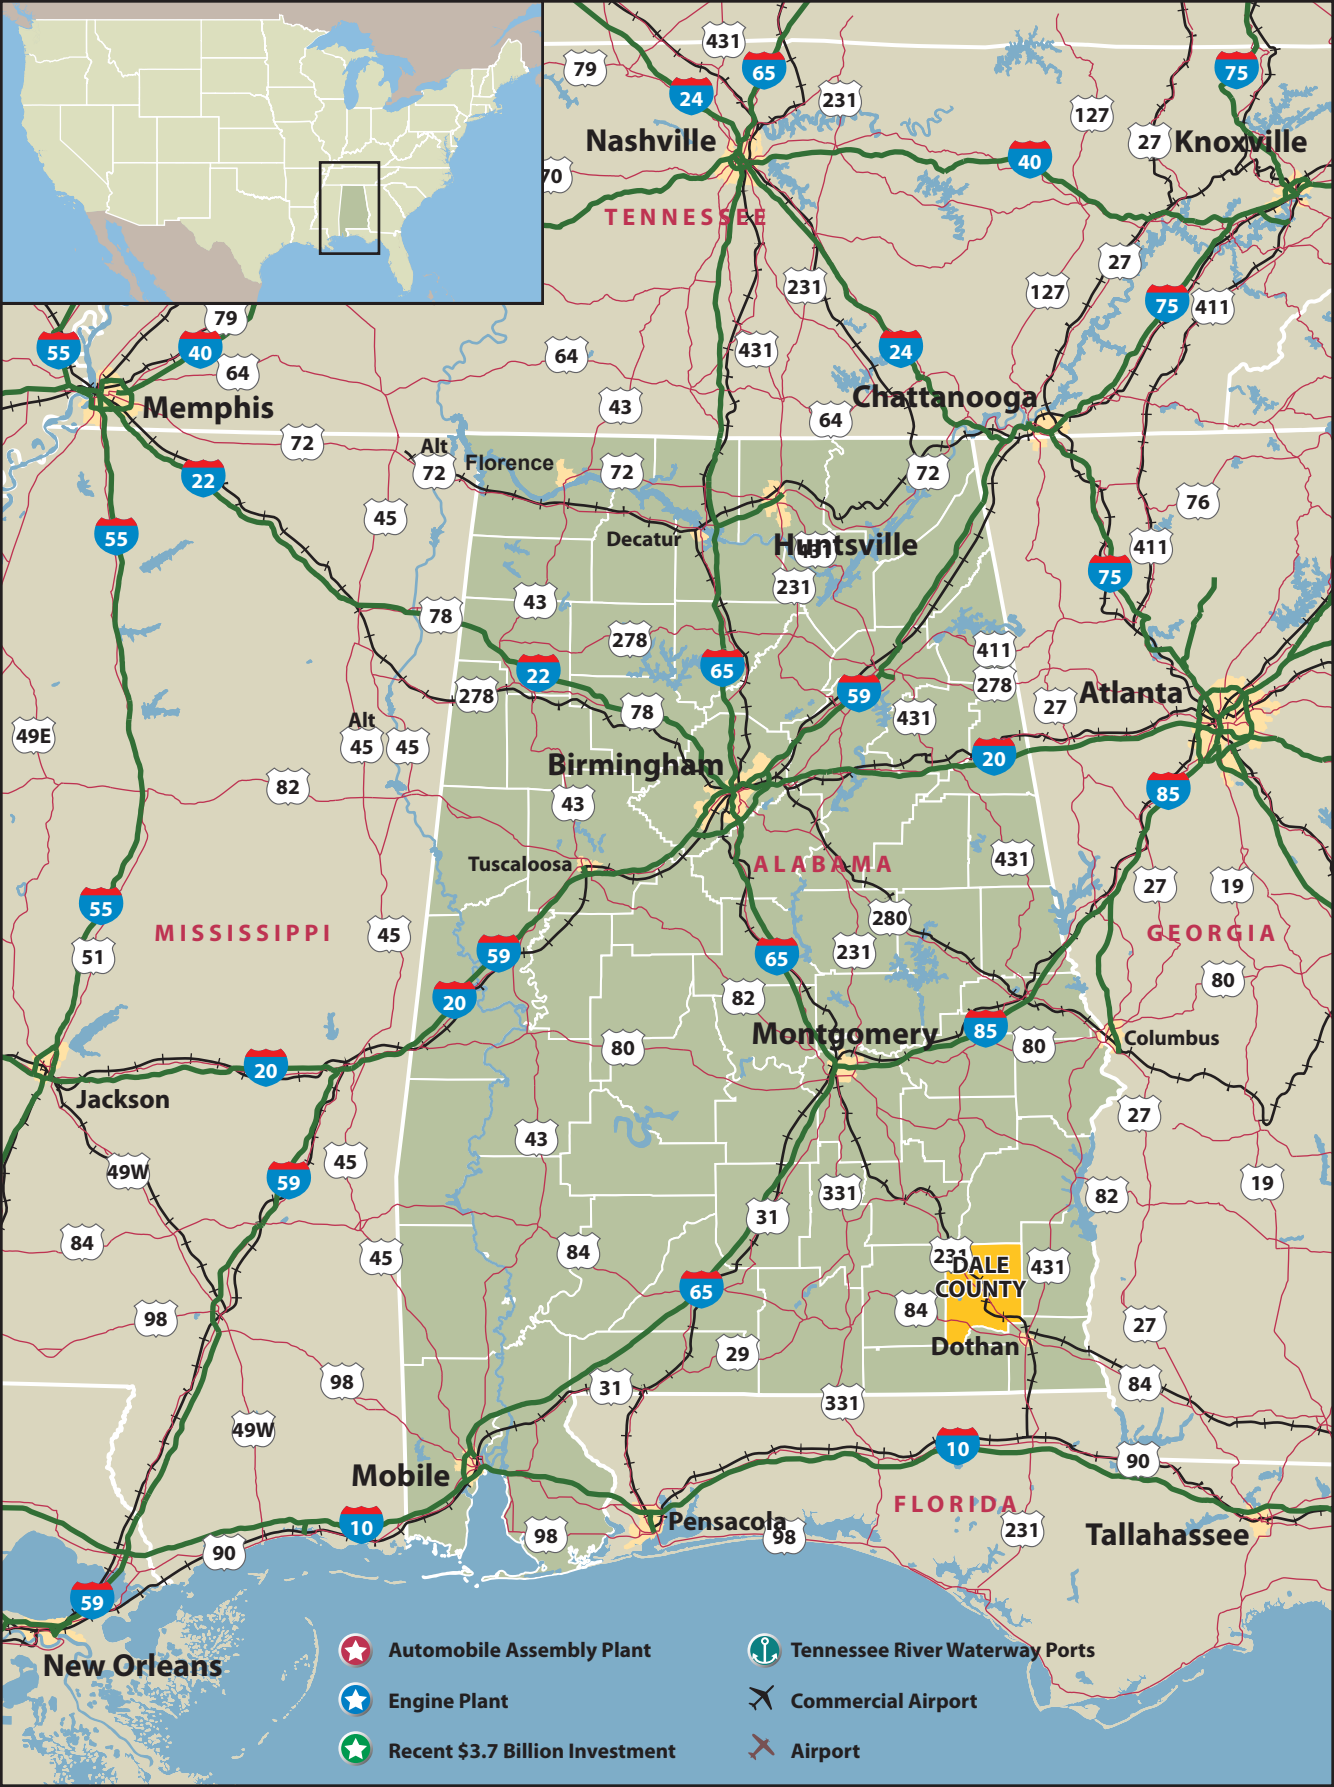 431
79
65
75
24
231
127
27
Nashville
Knoxville
40
70
TENNESSEE
27
231
127
75
411
79
55
40
431
24
64
64
Chattanooga
43
Memphis
64
72
Alt
72
Florence
72
72
22
76
45
55
Decatur
Huntsville
431
411
231
75
43
78
278
411
65
22
278
278
59
Atlanta
27
78
431
Alt
49E
45
45
20
Birmingham
82
43
85
Tuscaloosa
ALABAMA
431
27
19
55
280
MISSISSIPPI
45
GEORGIA
51
59
65
231
80
20
82
Montgomery
85
80
80
Columbus
20
Jackson
27
43
45
49W
59
331
82
19
31
84
84
45
231
DALE
COUNTY
431
65
84
98
27
Dothan
29
98
31
84
331
49W
10
90
Mobile
FLORIDA
10
Pensacola
98
98
231
Tallahassee
90
59
New Orleans
Automobile Assembly Plant
Tennessee River Waterway Ports
Engine Plant
Commercial Airport
Recent $3.7 Billion Investment
Airport